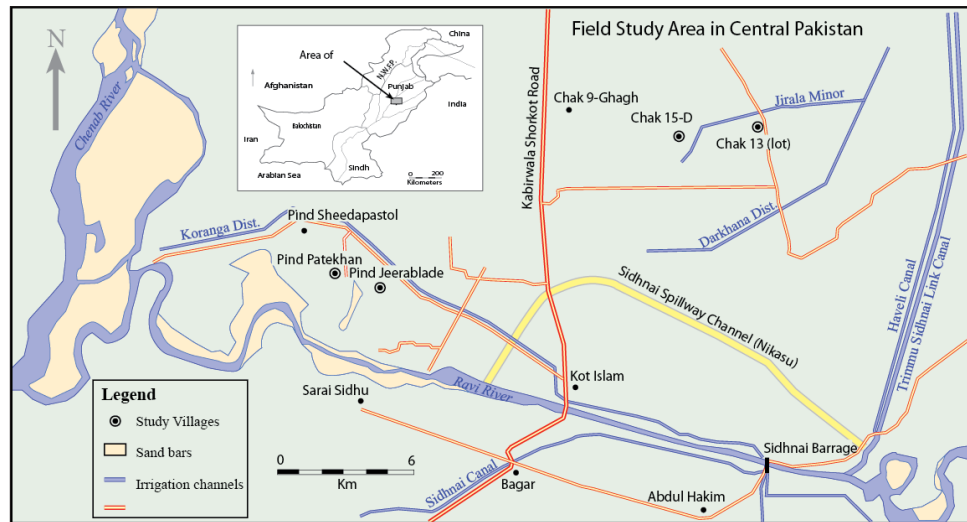 Field Study Area in Central Pakistan
N
Chenab River
Area of
China
N.W.F.P.
Afghanistan
Punjab
India
Iran
Balochistan
Sindh
Arabian Sea
0 200
Kilometers
Kabirwala Shorkot Road
Chak 9-Ghagh
Chak 15-D
Jirala Minor
Chak 13 (lot)
Darkhana Dist.
Haveli Canal
Trimmu Sidhnai Link Canal
Koranga Dist.
Pind Sheedapastol
Pind Patekhan
Pind Jeerablade
Sidhnai Spillway Channel (Nikasu)
Ravi River
Kot Islam
Sarai Sidhu
Sidhnai Barrage
Sidhnai Canal
Bagar
Abdul Hakim
Legend
Study Villages
Sand bars
Irrigation channels
0 6
Km